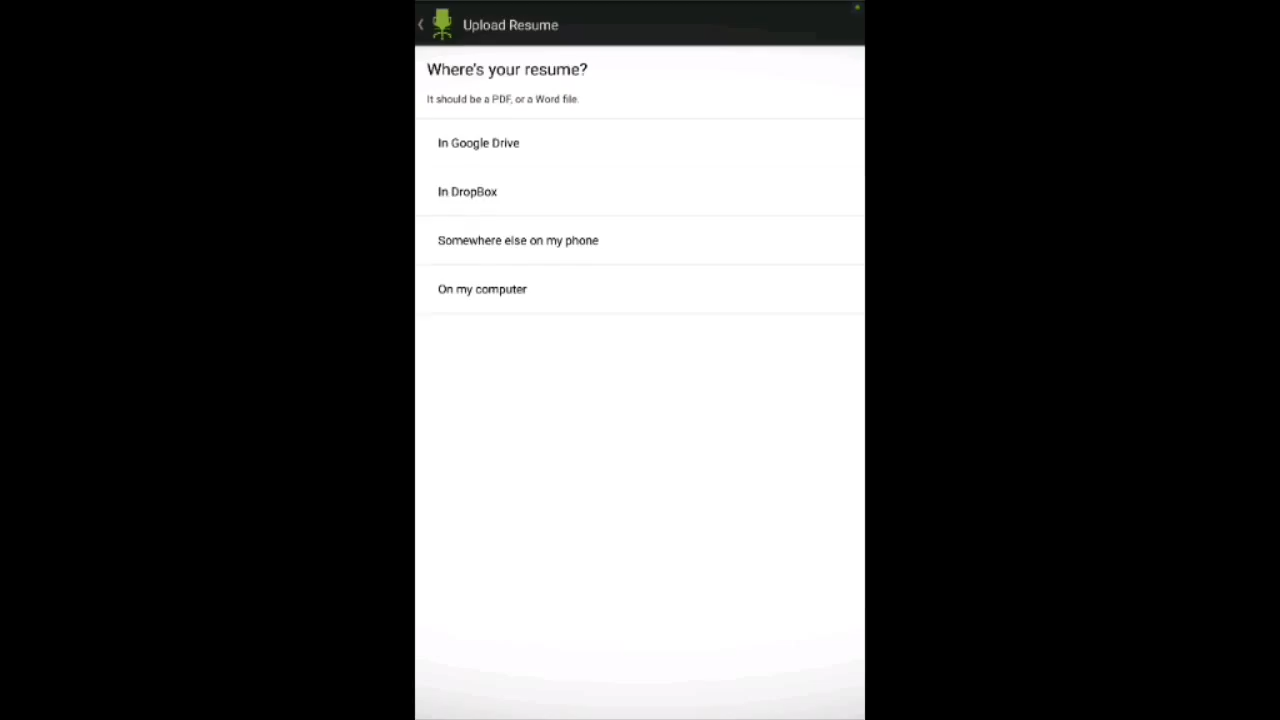 Upload Resume
Where's your resume?
It should be a PDF, or a Word file.
In Google Drive
In DropBox
Somewhere else on my phone
On my computer